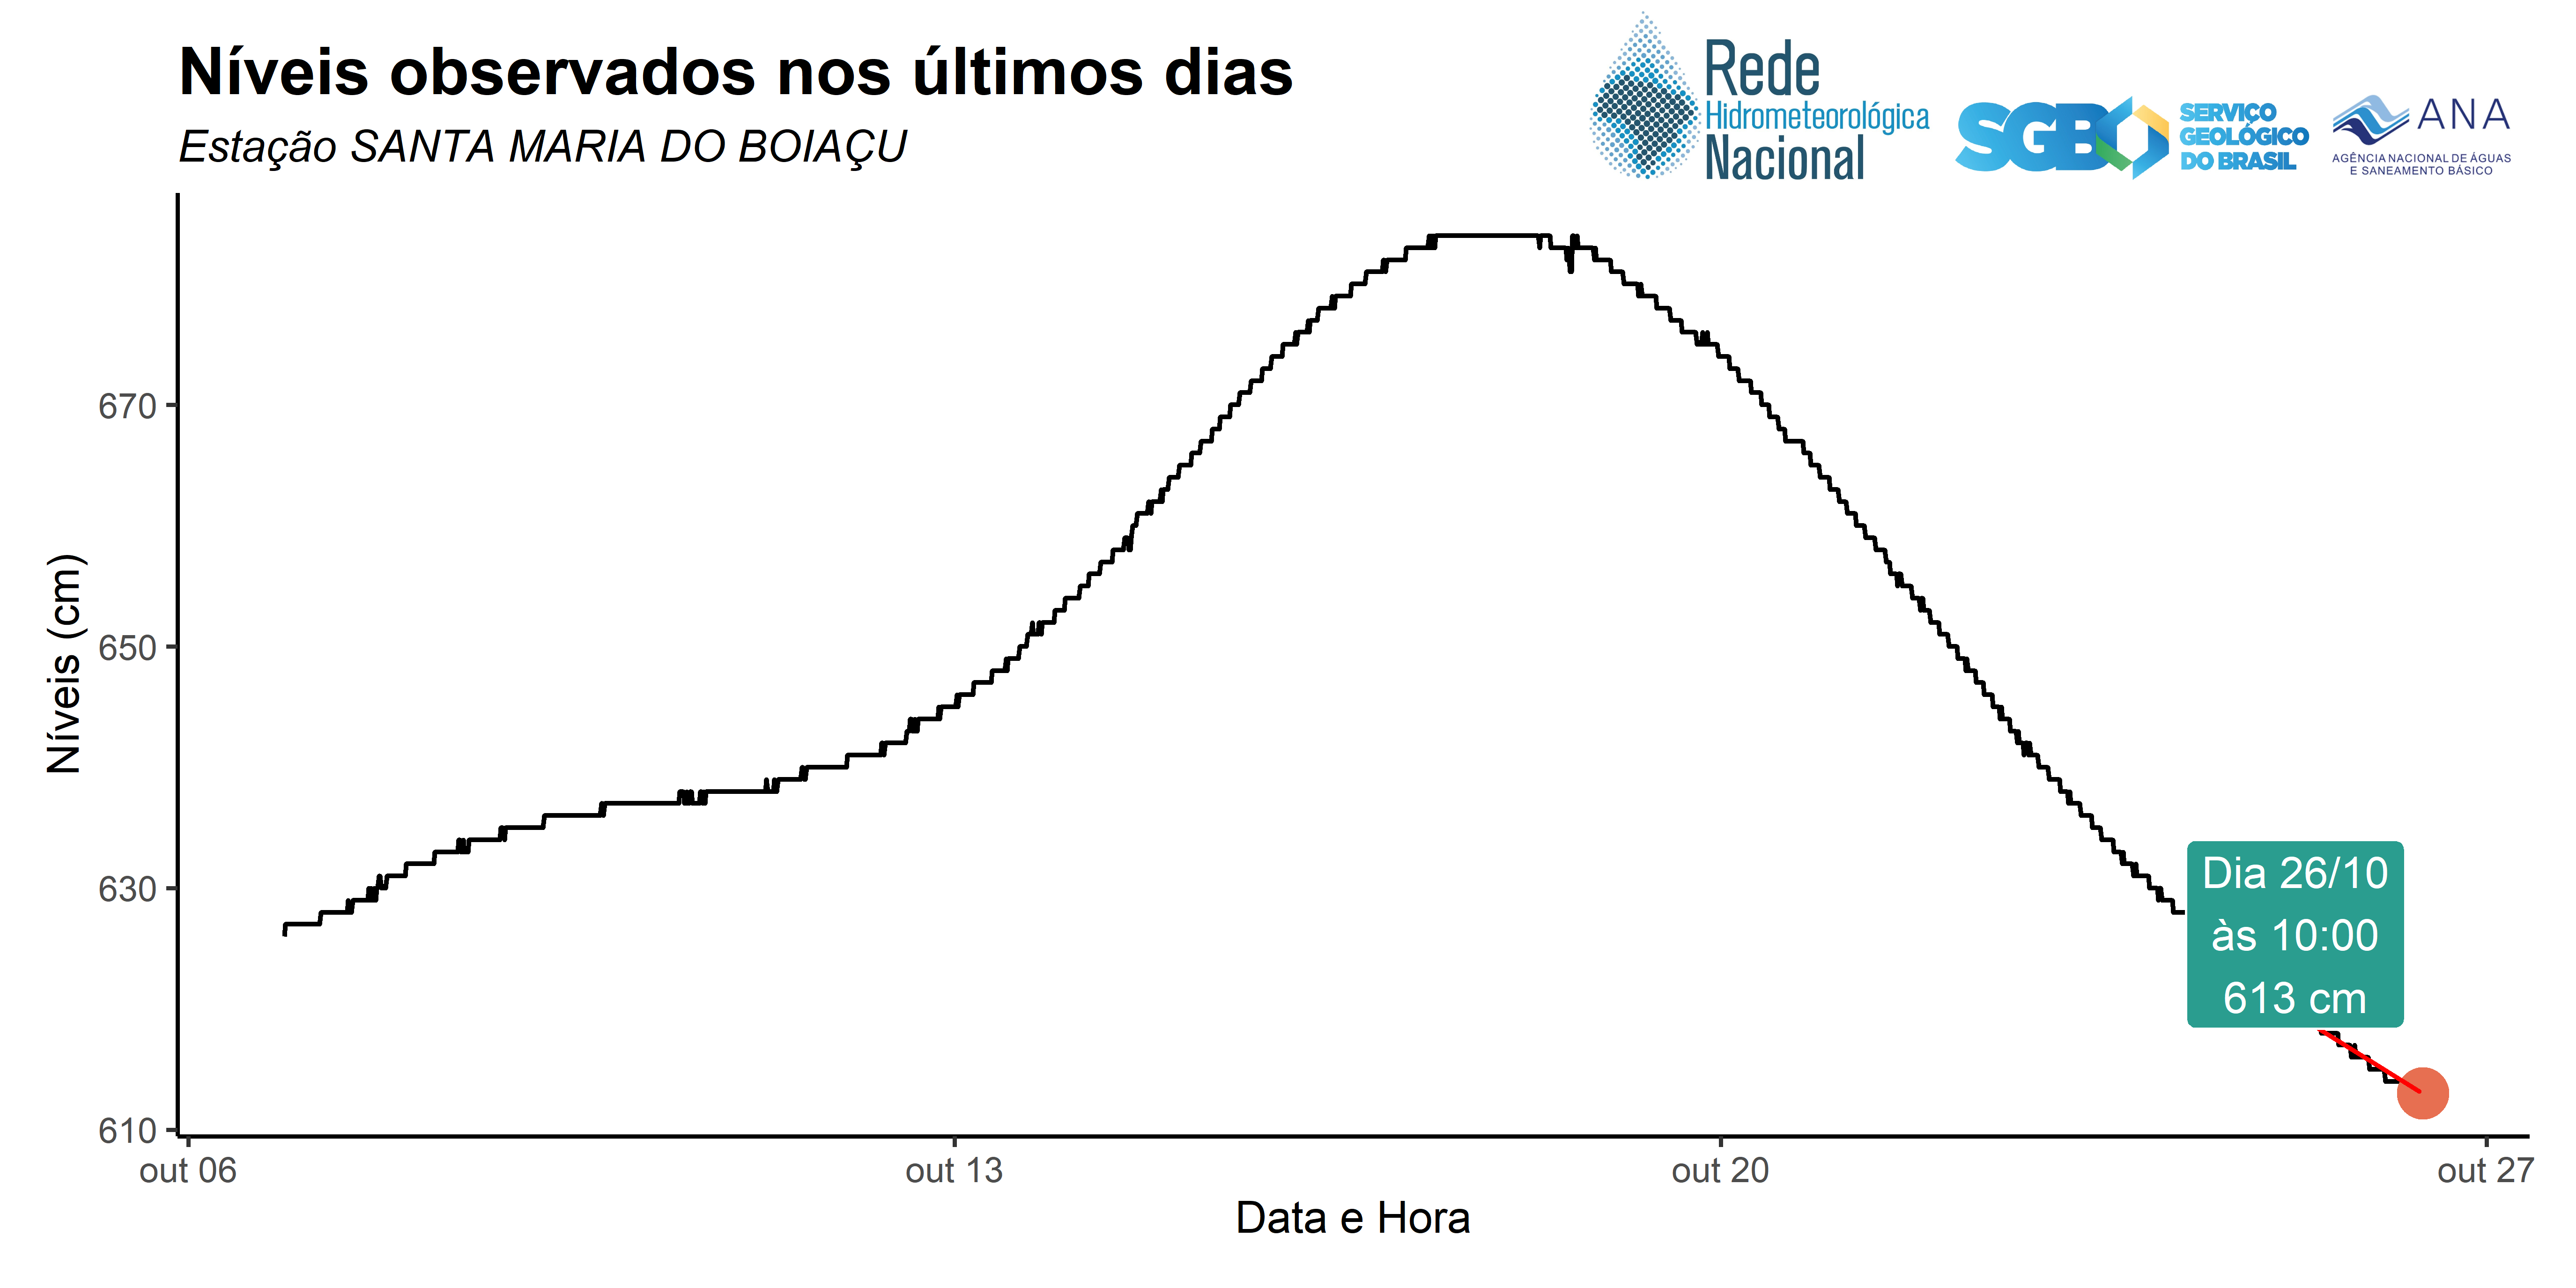 Níveis observados nos últimos dias
Estação SANTA MARIA DO BOIAÇU
Rede
Hidrometeorológica
Nacional
SGB
SERVIÇO
GEOLÓGICO
DO BRASIL
ANA
AGÊNCIA NACIONAL DE ÁGUAS
E SANEAMENTO BÁSICO
Níveis (cm)
670
650
630
610
Dia 26/10
às 10:00
613 cm
out 06
out 13
out 20
out 27
Data e Hora